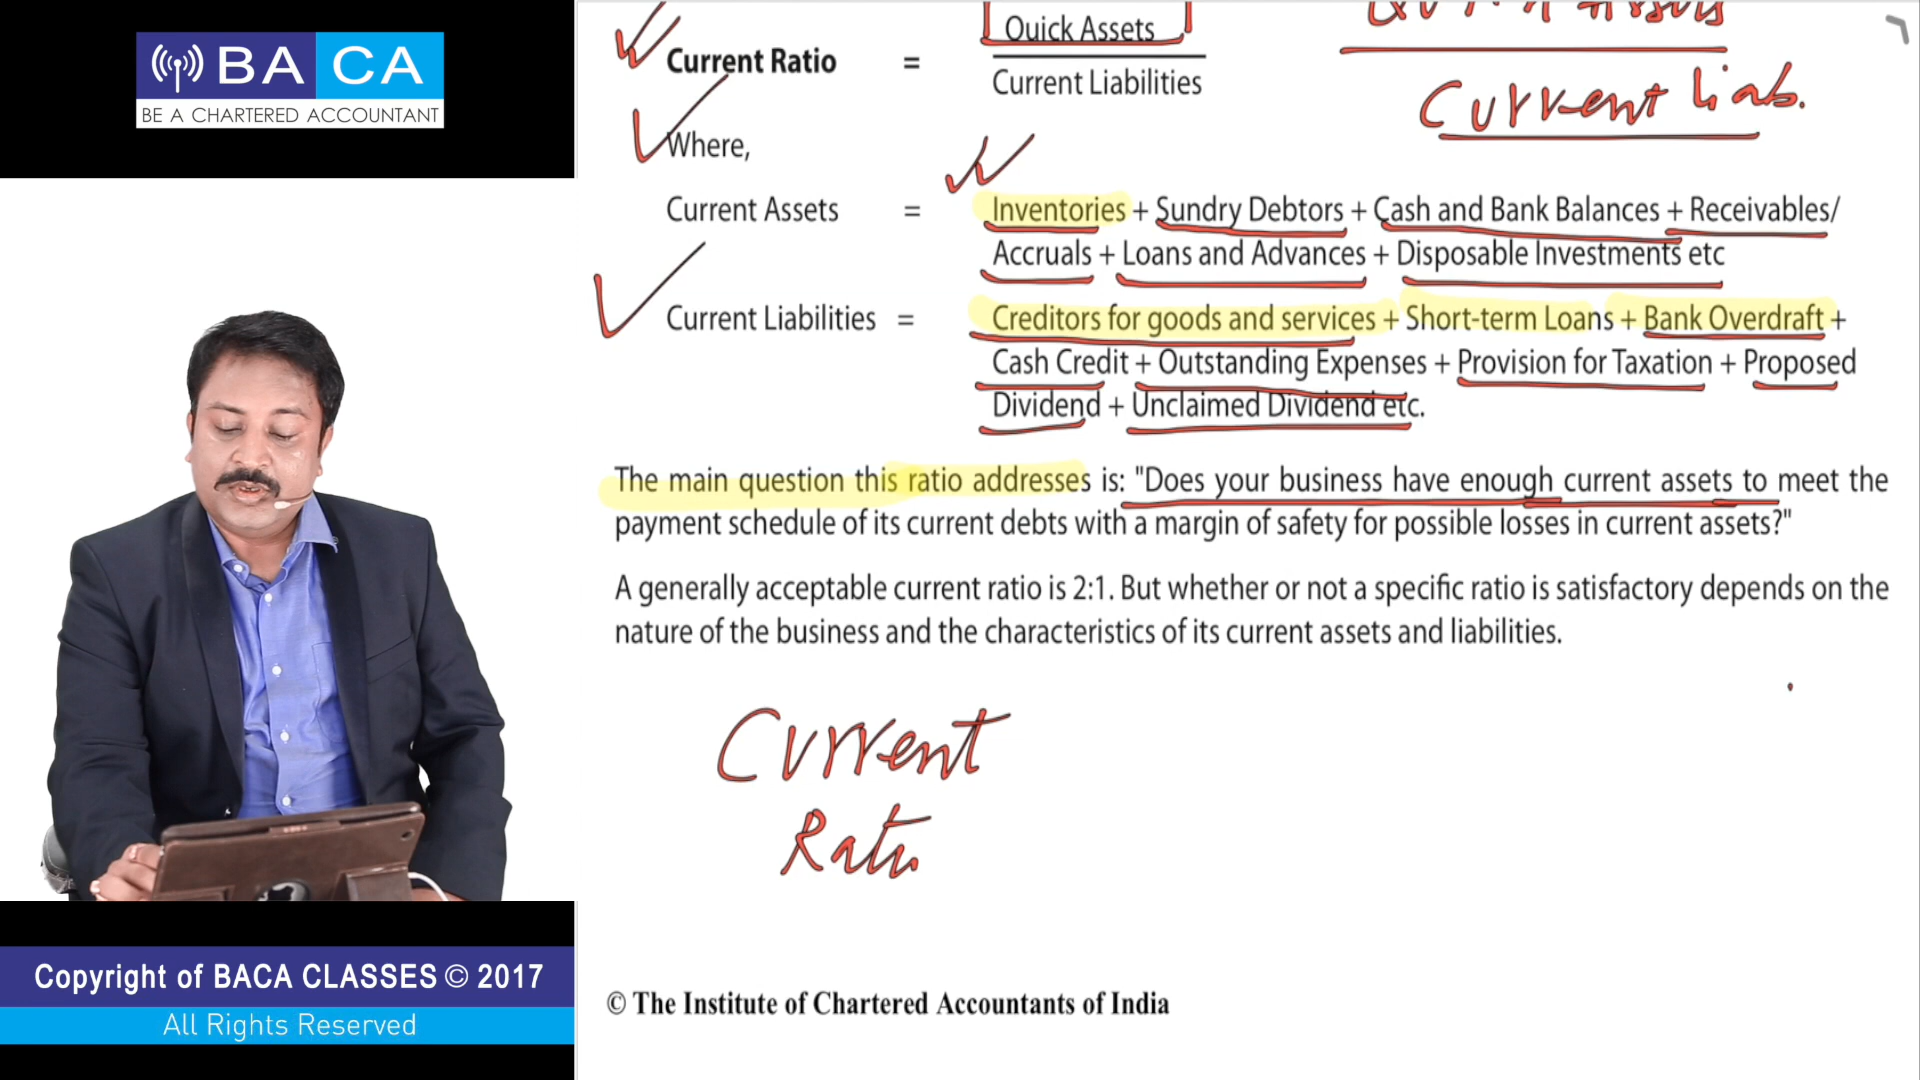 BA CA
BE A CHARTERED ACCOUNTANT
Quick Assets
Current Ratio =
Current Liabilities
Current Liab.
Where,
Current Assets = Inventories + Sundry Debtors + Cash and Bank Balances + Receivables/
Accruals + Loans and Advances + Disposable Investments etc
Current Liabilities = Creditors for goods and services + Short-term Loans + Bank Overdraft +
Cash Credit + Outstanding Expenses + Provision for Taxation + Proposed
Dividend + Unclaimed Dividend etc.
The main question this ratio addresses is: "Does your business have enough current assets to meet the
payment schedule of its current debts with a margin of safety for possible losses in current assets?"
A generally acceptable current ratio is 2:1. But whether or not a specific ratio is satisfactory depends on the
nature of the business and the characteristics of its current assets and liabilities.
Current
Ratio
Copyright of BACA CLASSES © 2017
All Rights Reserved
© The Institute of Chartered Accountants of India